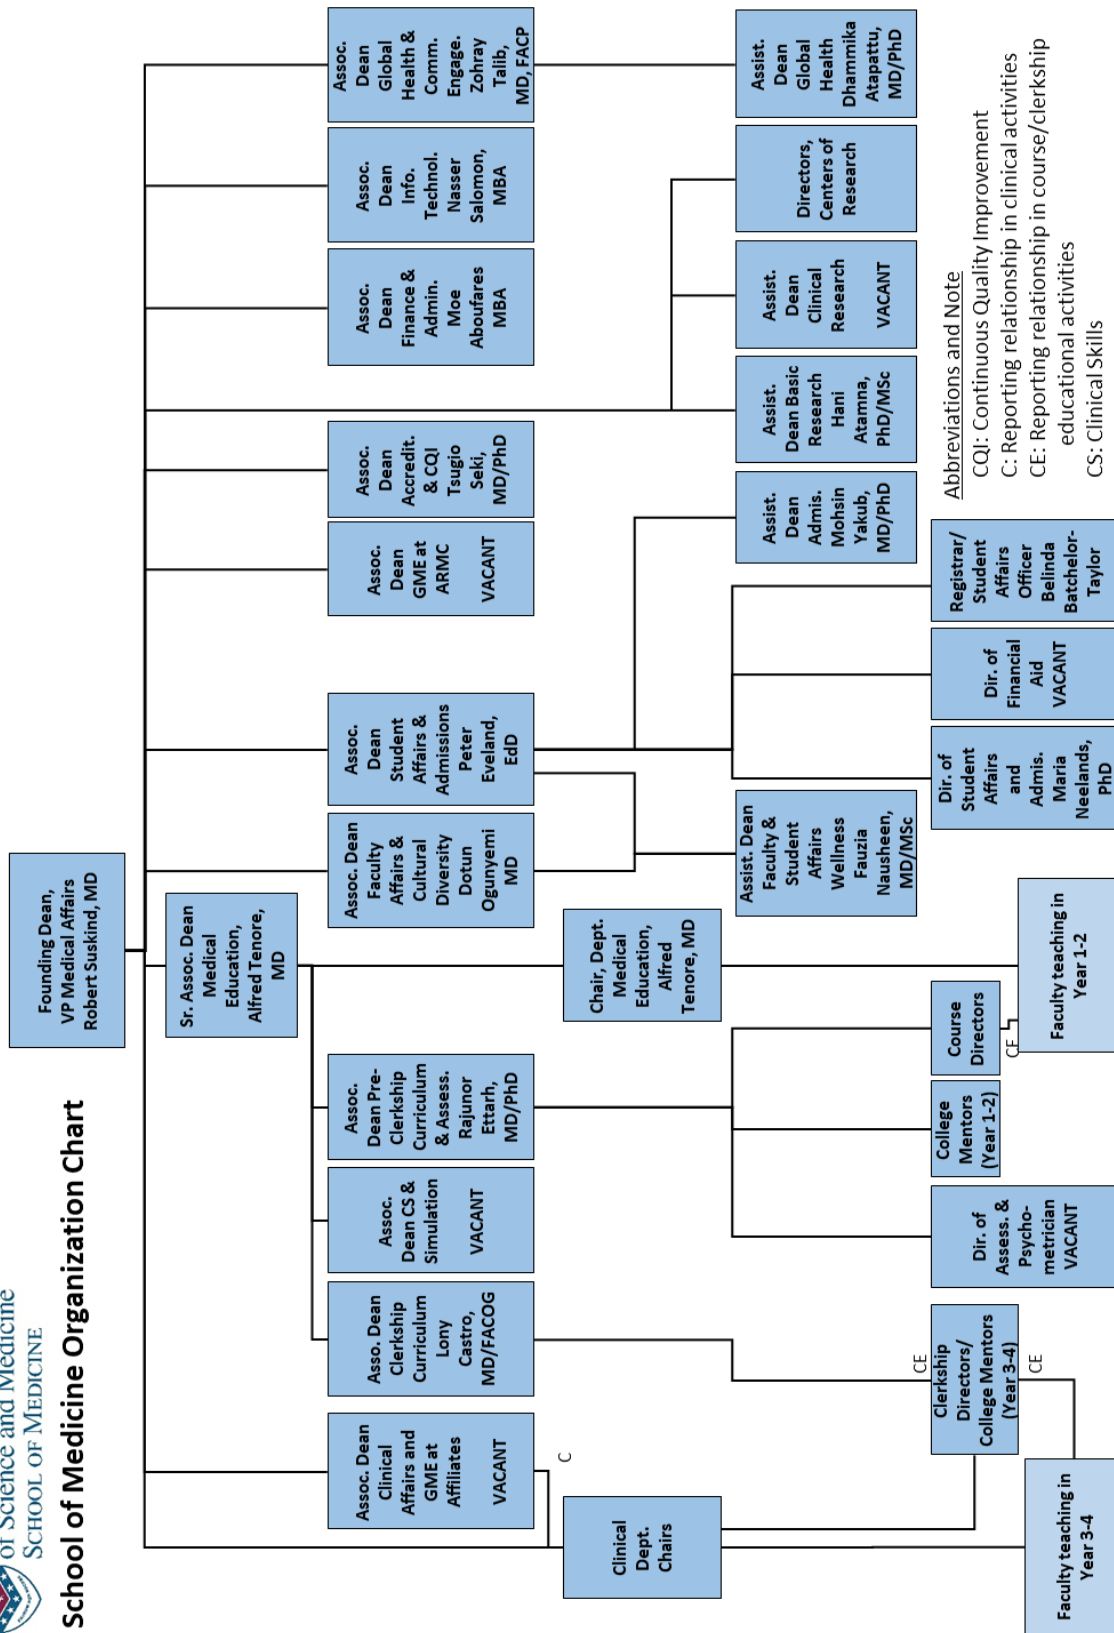 of Science and Medicine
SCHOOL OF MEDICINE
School of Medicine Organization Chart
Founding Dean,
VP Medical Affairs
Robert Suskind, MD
Sr. Assoc. Dean
Medical
Education,
Alfred Tenore,
MD
Assoc. Dean
Clinical
Affairs and
GME at
Affiliates
VACANT
Asso. Dean
Clerkship
Curriculum
Lony
Castro,
MD/FACOG
Assoc.
Dean CS &
Simulation
VACANT
Assoc.
Dean Pre-
Clerkship
Curriculum
& Assess.
Rajunor
Ettarh,
MD/PhD
Assoc. Dean
Faculty
Affairs &
Cultural
Diversity
Dotun
Ogunyemi
MD
Assoc.
Dean
Student
Affairs &
Admissions
Peter
Eveland,
EdD
Assoc.
Dean
GME at
ARMC
VACANT
Assoc.
Dean
Accredit.
& CQI
Tsugio
Seki,
MD/PhD
Assoc.
Dean
Finance &
Admin.
Moe
Aboufares
MBA
Assoc.
Dean
Info.
Technol.
Nasser
Salomon,
MBA
Assoc.
Dean
Global
Health &
Comm.
Engage.
Zohray
Talib,
MD, FACP
C
Clinical
Dept.
Chairs
Chair, Dept.
Medical
Education,
Alfred
Tenore, MD
Assist. Dean
Faculty &
Student
Affairs
Wellness
Fauzia
Nausheen,
MD/MSc
Assist.
Dean
Admis.
Mohsin
Yakub,
MD/PhD
Assist.
Dean Basic
Research
Hani
Atamna,
PhD/MSc
Assist.
Dean
Clinical
Research
VACANT
Directors,
Centers of
Research
Assist.
Dean
Global
Health
Dhammika
Atapattu,
MD/PhD
CE
Clerkship
Directors/
College Mentors
(Year 3-4)
CE
Dir. of
Assess. &
Psycho-
metrician
VACANT
College
Mentors
(Year 1-2)
Course
Directors
CE
Dir. of
Student
Affairs
and
Admis.
Maria
Neelands,
PhD
Dir. of
Financial
Aid
VACANT
Registrar/
Student
Affairs
Officer
Belinda
Batchelor-
Taylor
Faculty teaching in
Year 3-4
Faculty teaching in
Year 1-2
Abbreviations and Note
CQI: Continuous Quality Improvement
C: Reporting relationship in clinical activities
CE: Reporting relationship in course/clerkship
educational activities
CS: Clinical Skills